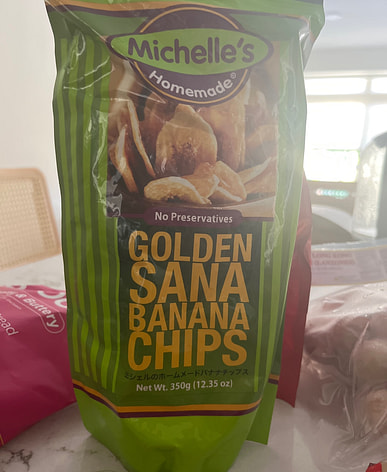 Michelle's
Homemade®
No Preservatives
GOLDEN
SANA
BANANA
CHIPS
ミシェルのホームメードバナナチップス
Net. Wt. 350g (12.35 oz)
& Buttery